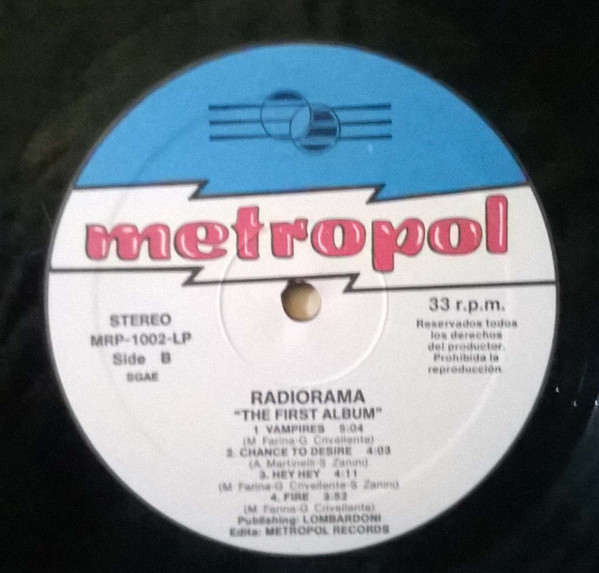 metropol
STEREO
MRP-1002-LP
Side B
SGAE
33 r.p.m.
Reservados todos
los derechos
del productor.
Prohibida la
reproducción.
RADIORAMA
"THE FIRST ALBUM"
1 VAMPIRES 5:04
(M. Farina-G. Crivellente)
2. CHANCE TO DESIRE 4:03
(A. Martinelli-S. Zanini)
3. HEY HEY 4:11
(M. Farina-G. Crivellente-S. Zanini)
4. FIRE 3:52
(M. Farina-G. Crivellente)
Publishing: LOMBARDONI
Edita: METROPOL RECORDS